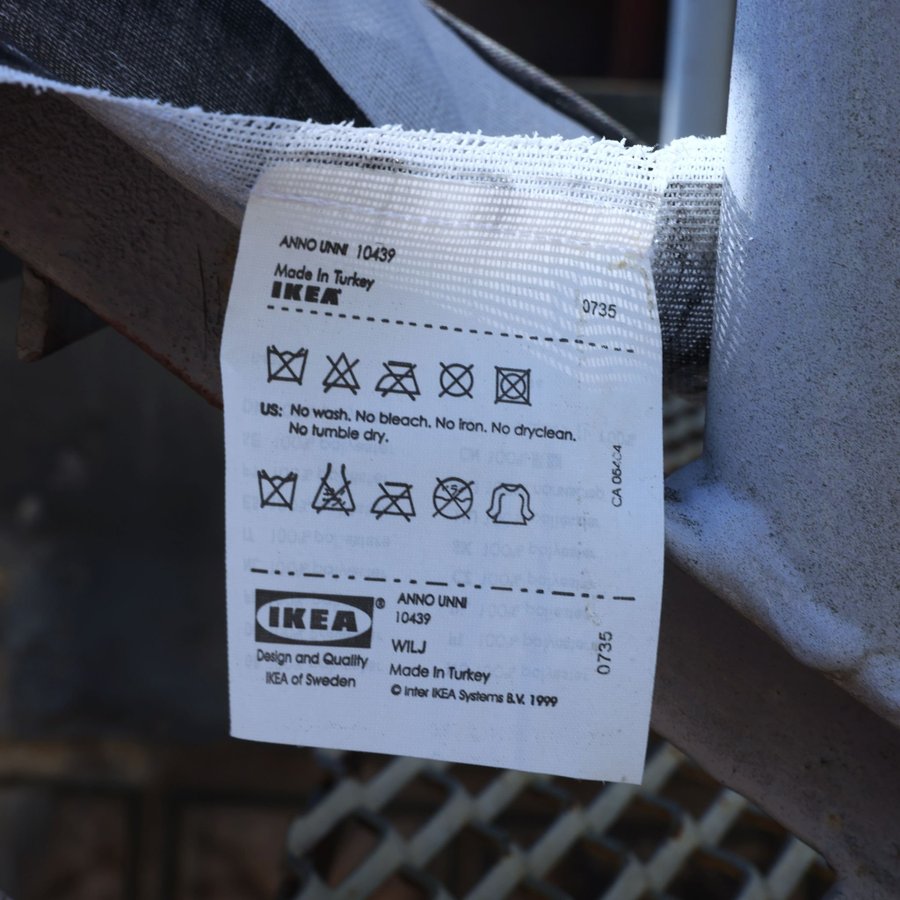 ANNO UNNI 10439
Made In Turkey
IKEA
0735
US: No wash. No bleach. No iron. No dryclean.
No tumble dry.
IKEA®
Design and Quality
IKEA of Sweden
ANNO UNNI
10439
WILJ
Made In Turkey
© Inter IKEA Systems B.V. 1999
0735